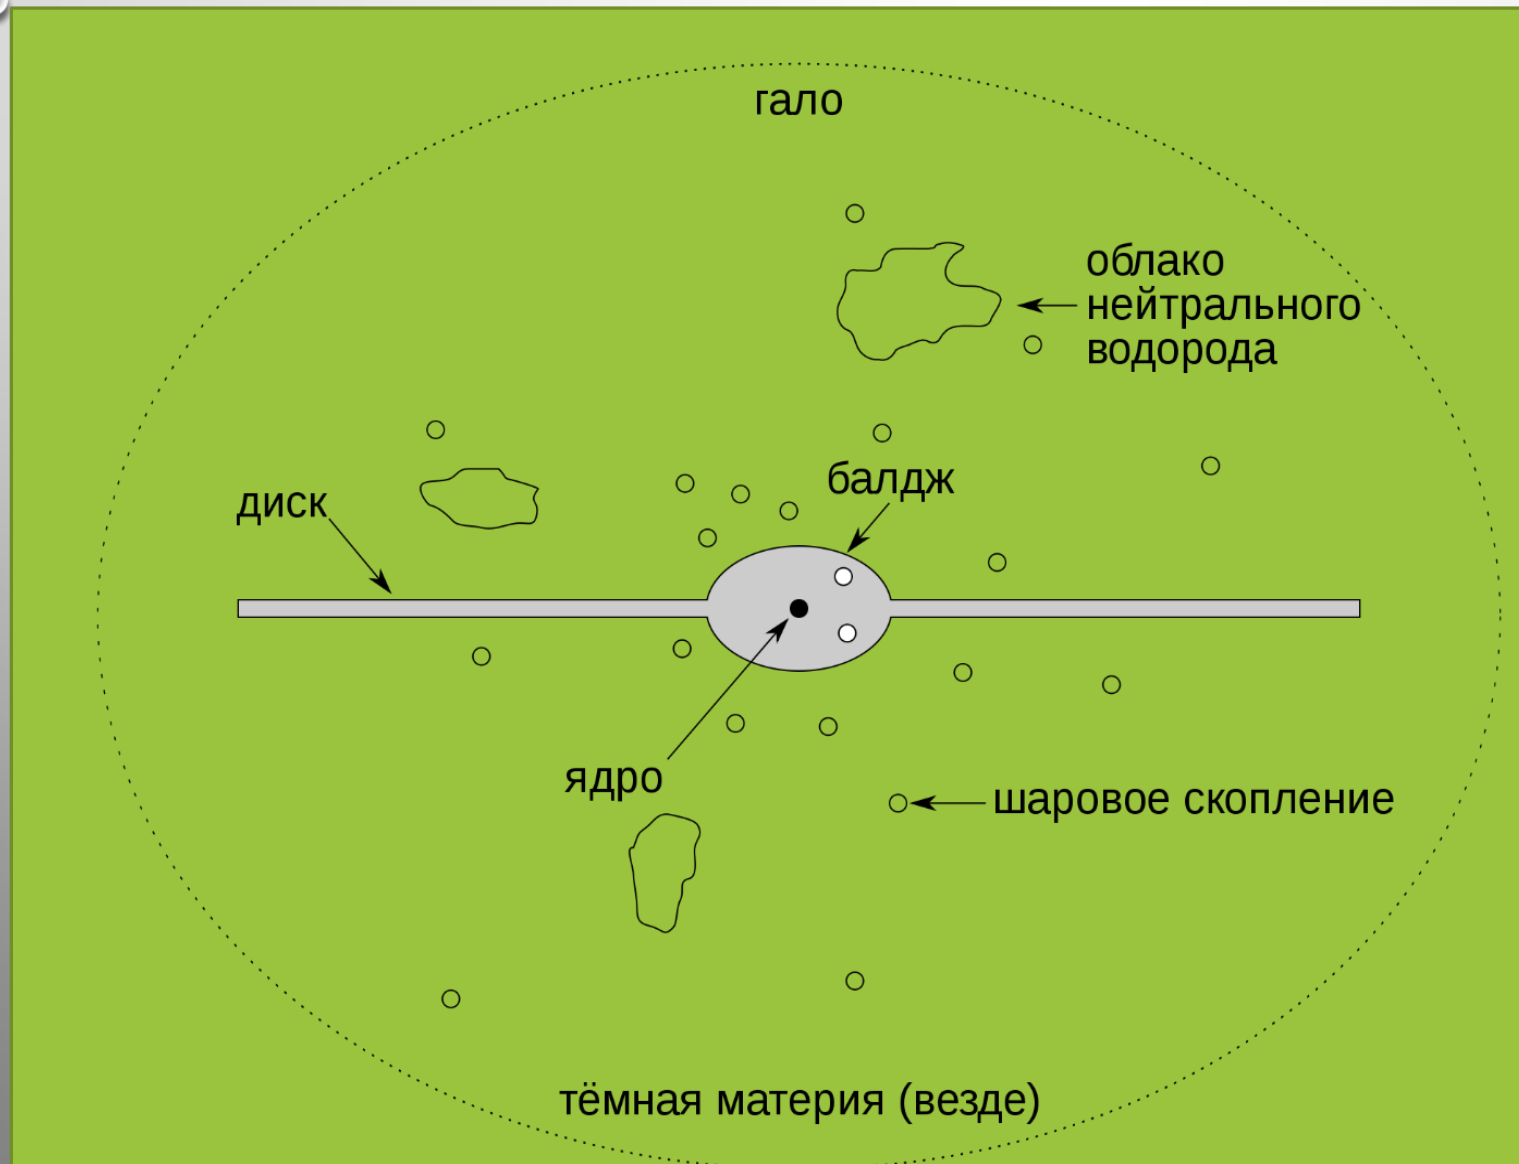 гало
облако
нейтрального
водорода
балдж
диск
ядро
шаровое скопление
тёмная материя (везде)